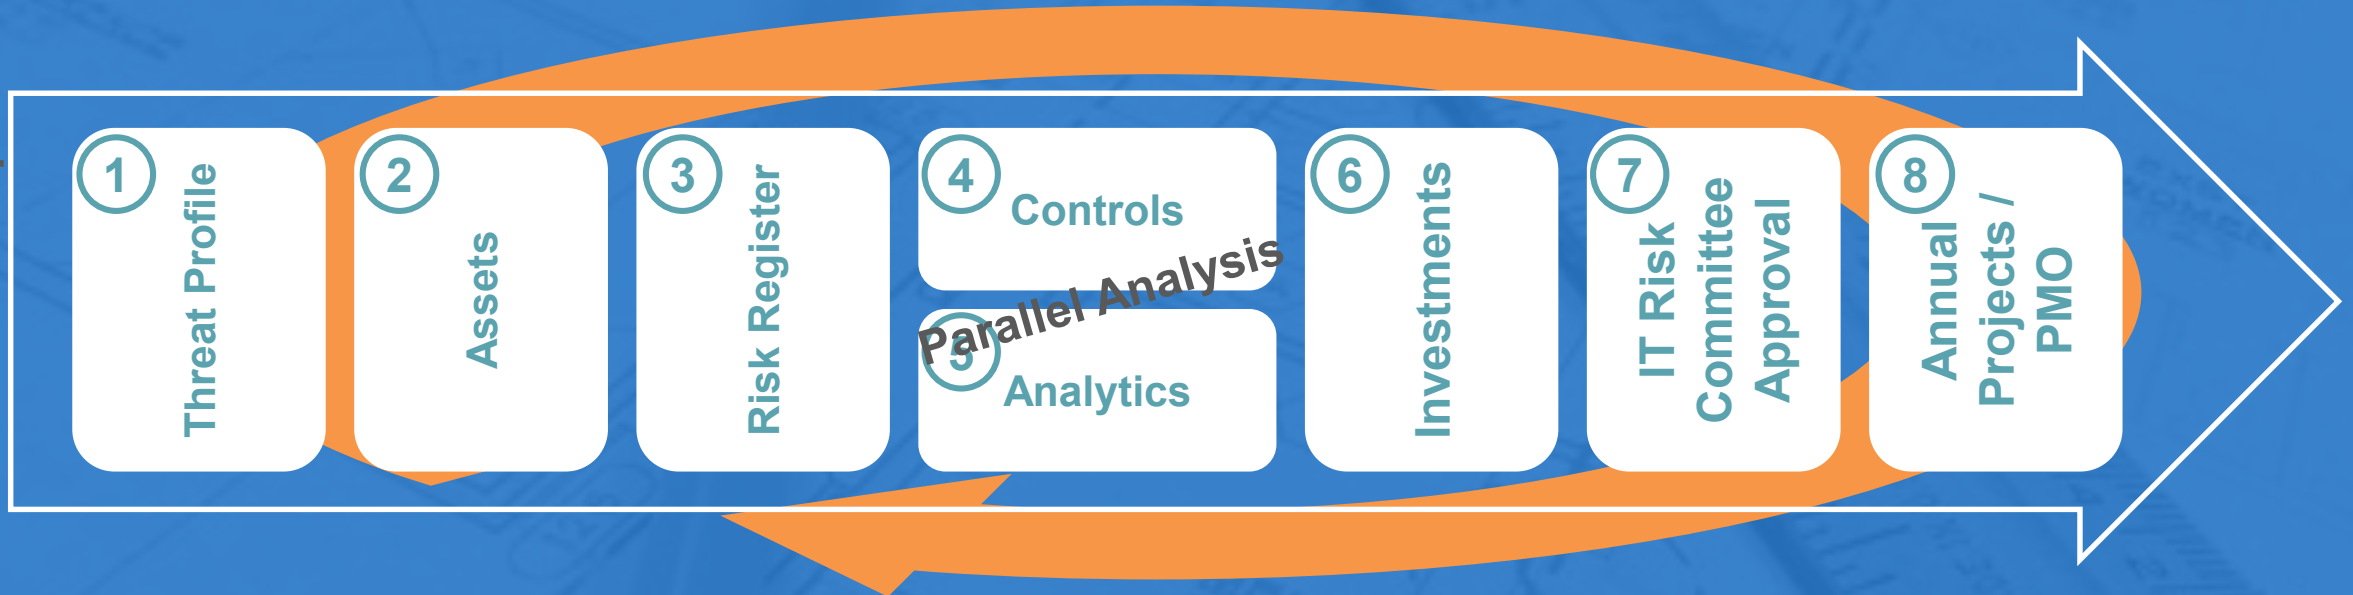 1
Threat Profile
2
Assets
3
Risk Register
4
Controls
Parallel Analysis
5
Analytics
6
Investments
7
IT Risk
Committee
Approval
8
Annual
Projects /
PMO